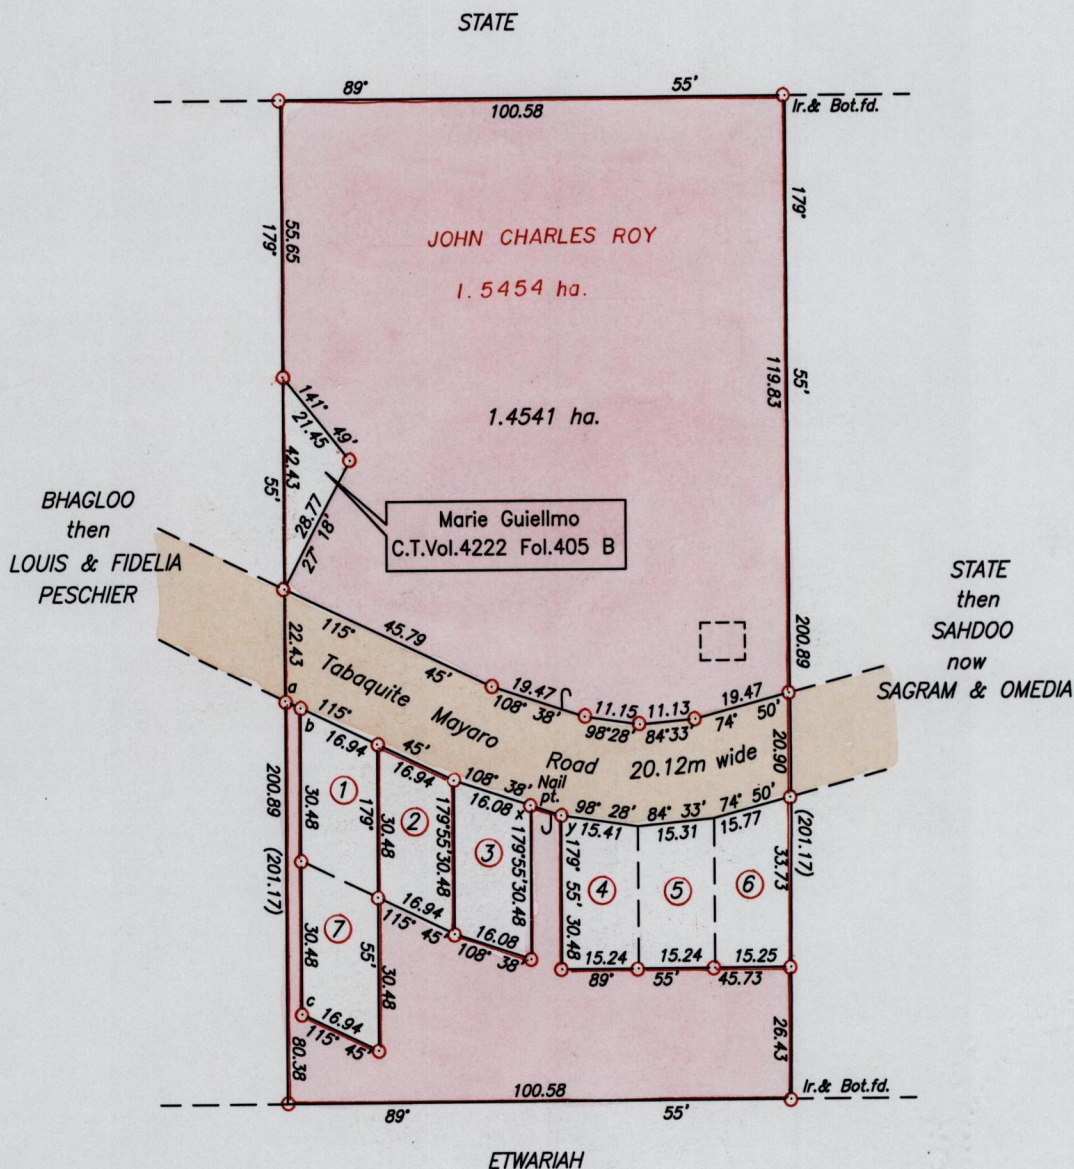 STATE
89° 55'
100.58
Ir.& Bot.fd.
179°
55.65
179°
JOHN CHARLES ROY
1.5454 ha.
119.83
55'
1.4541 ha.
141° 49'
21.45
42.43
55'
28.77
27° 18'
Marie Guiellmo
C.T.Vol.4222 Fol.405 B
BHAGLOO
then
LOUIS & FIDELIA
PESCHIER
STATE
then
SAHDOO
now
SAGRAM & OMEDIA
200.89
22.43
115° 45'
45.79
19.47
108° 38'
11.15
98°28'
11.13
84°33'
19.47
74° 50'
Tabaquite Mayaro Road 20.12m wide
20.90
a
b
115° 45'
16.94
16.94
108° 38'
16.08
Nail
pt.
x
y
98° 28'
15.41
84° 33'
15.31
74° 50'
15.77
(201.17)
33.73
200.89
(201.17)
30.48
1
179°
30.48
2
179°55'30.48
3
179°55'30.48
179° 55' 30.48
4
5
6
16.94
115° 45'
16.08
108° 38'
15.24
15.24
15.25
89° 55'
45.73
30.48
7
55'
30.48
c
16.94
115° 45'
80.38
26.43
100.58
Ir.& Bot.fd.
89° 55'
ETWARIAH